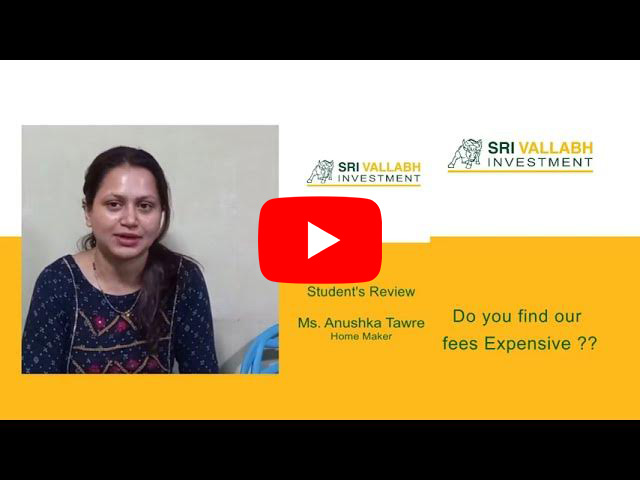 SRI VALLABH
INVESTMENT
Student's Review
Ms. Anushka Tawre
Home Maker
SRI VALLABH
INVESTMENT
Do you find our
fees Expensive ??